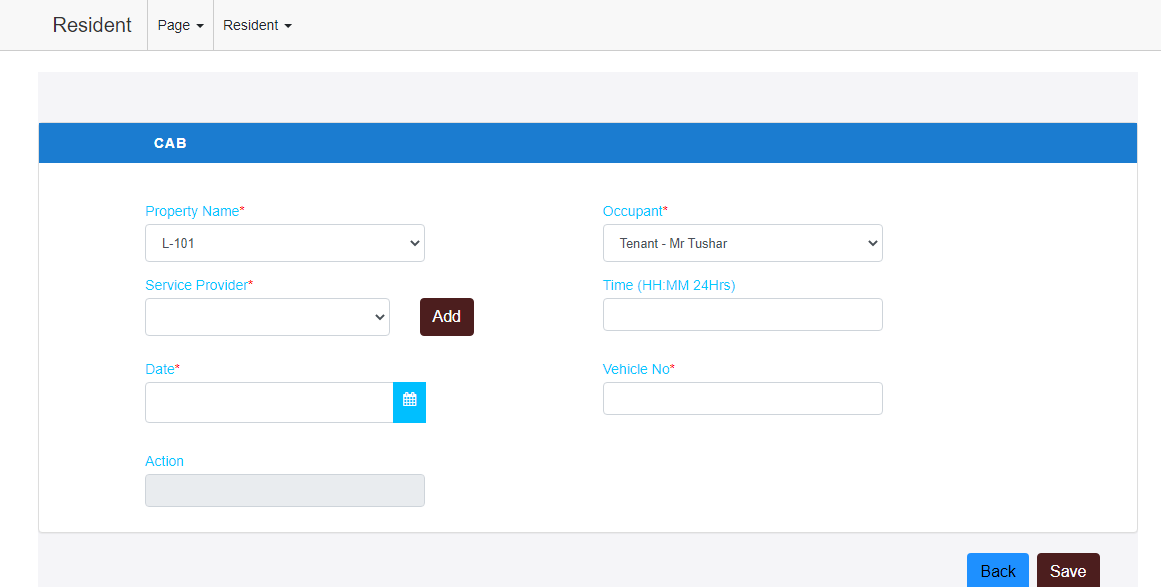 Resident Page Resident
CAB
Property Name* Occupant*
L-101 Tenant - Mr Tushar
Service Provider* Time (HH:MM 24Hrs)
Add
Date* Vehicle No*
Action
Back Save